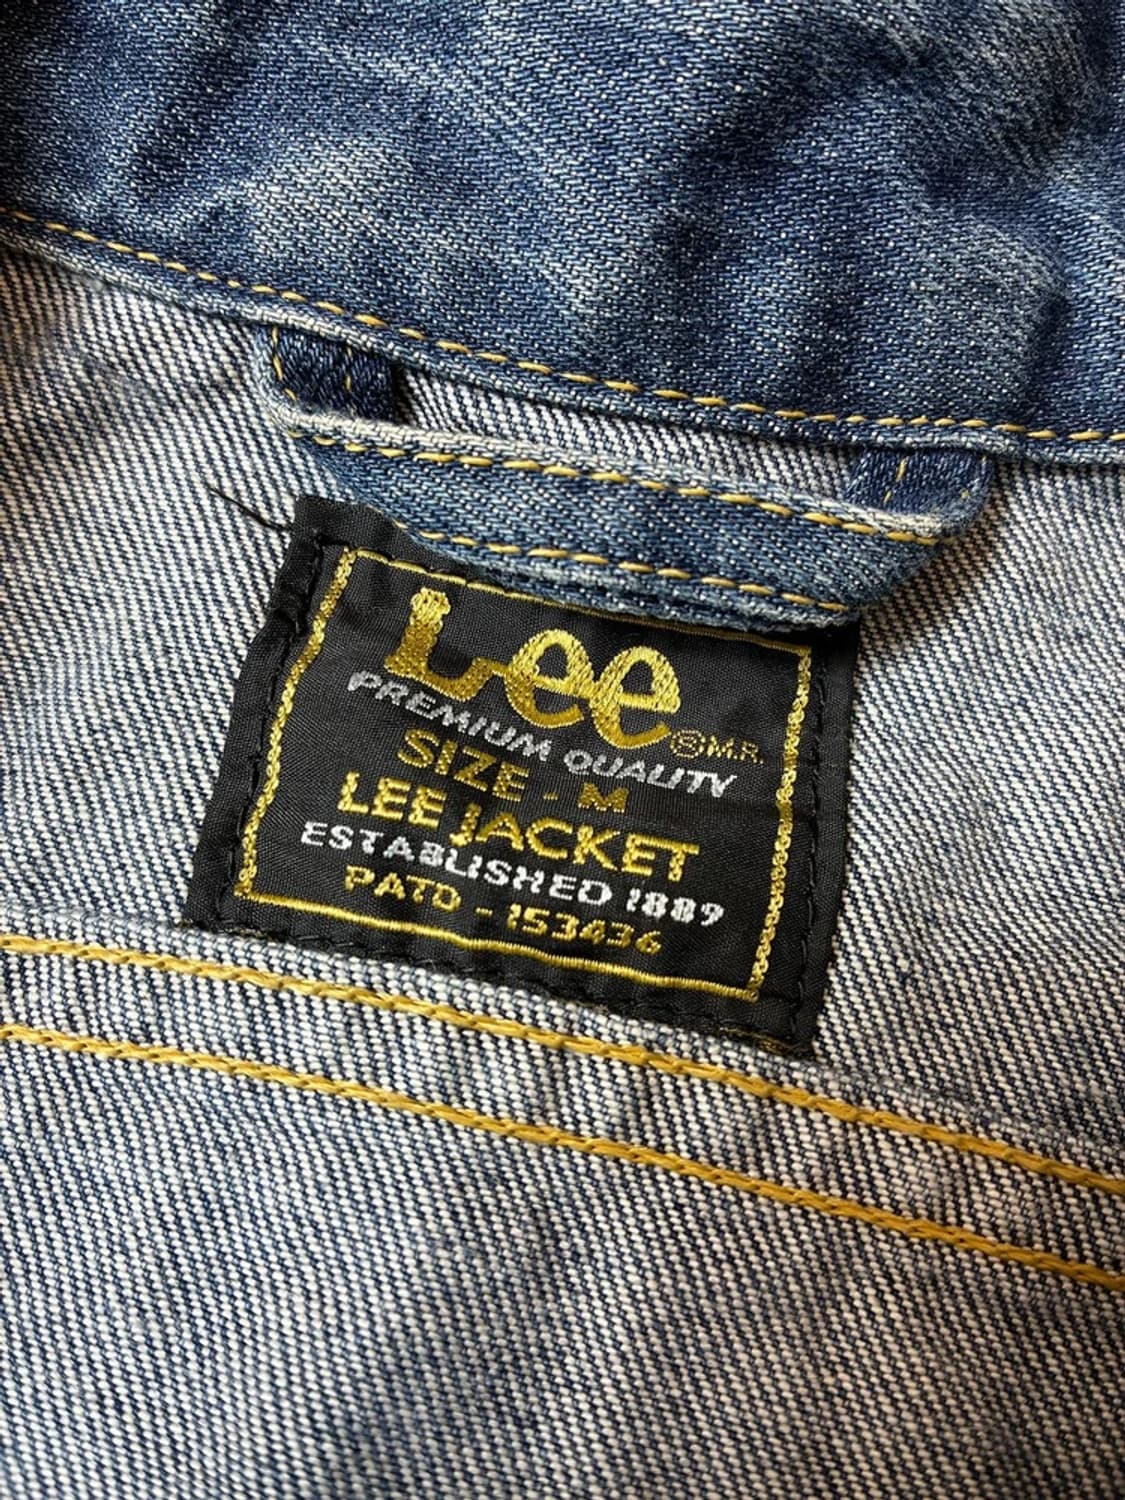 Lee ® M.R.
PREMIUM QUALITY
SIZE - M
LEE JACKET
ESTABLISHED 1889
PATD - 153436